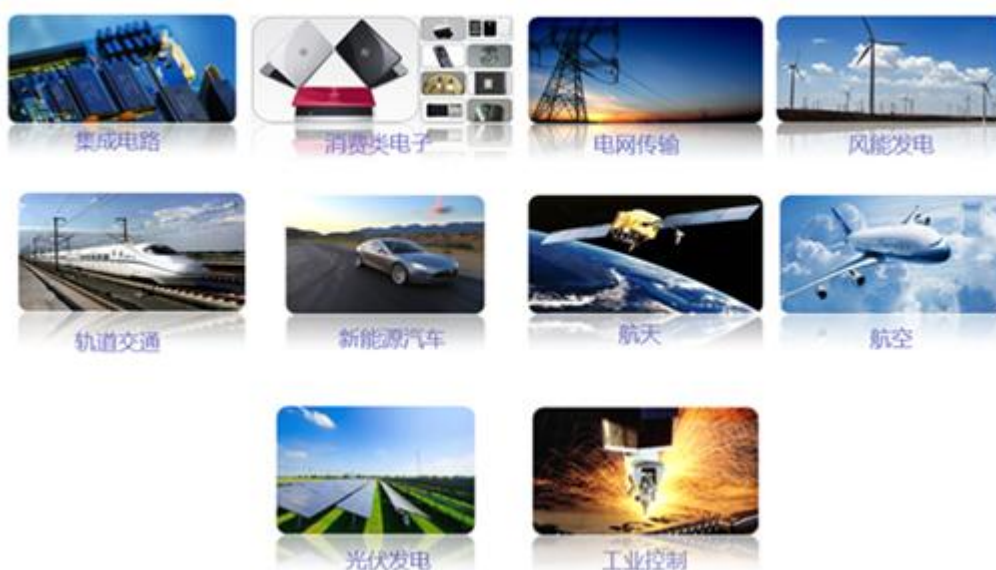 集成电路
消费类电子
电网传输
风能发电
轨道交通
新能源汽车
航天
航空
光伏发电
工业控制